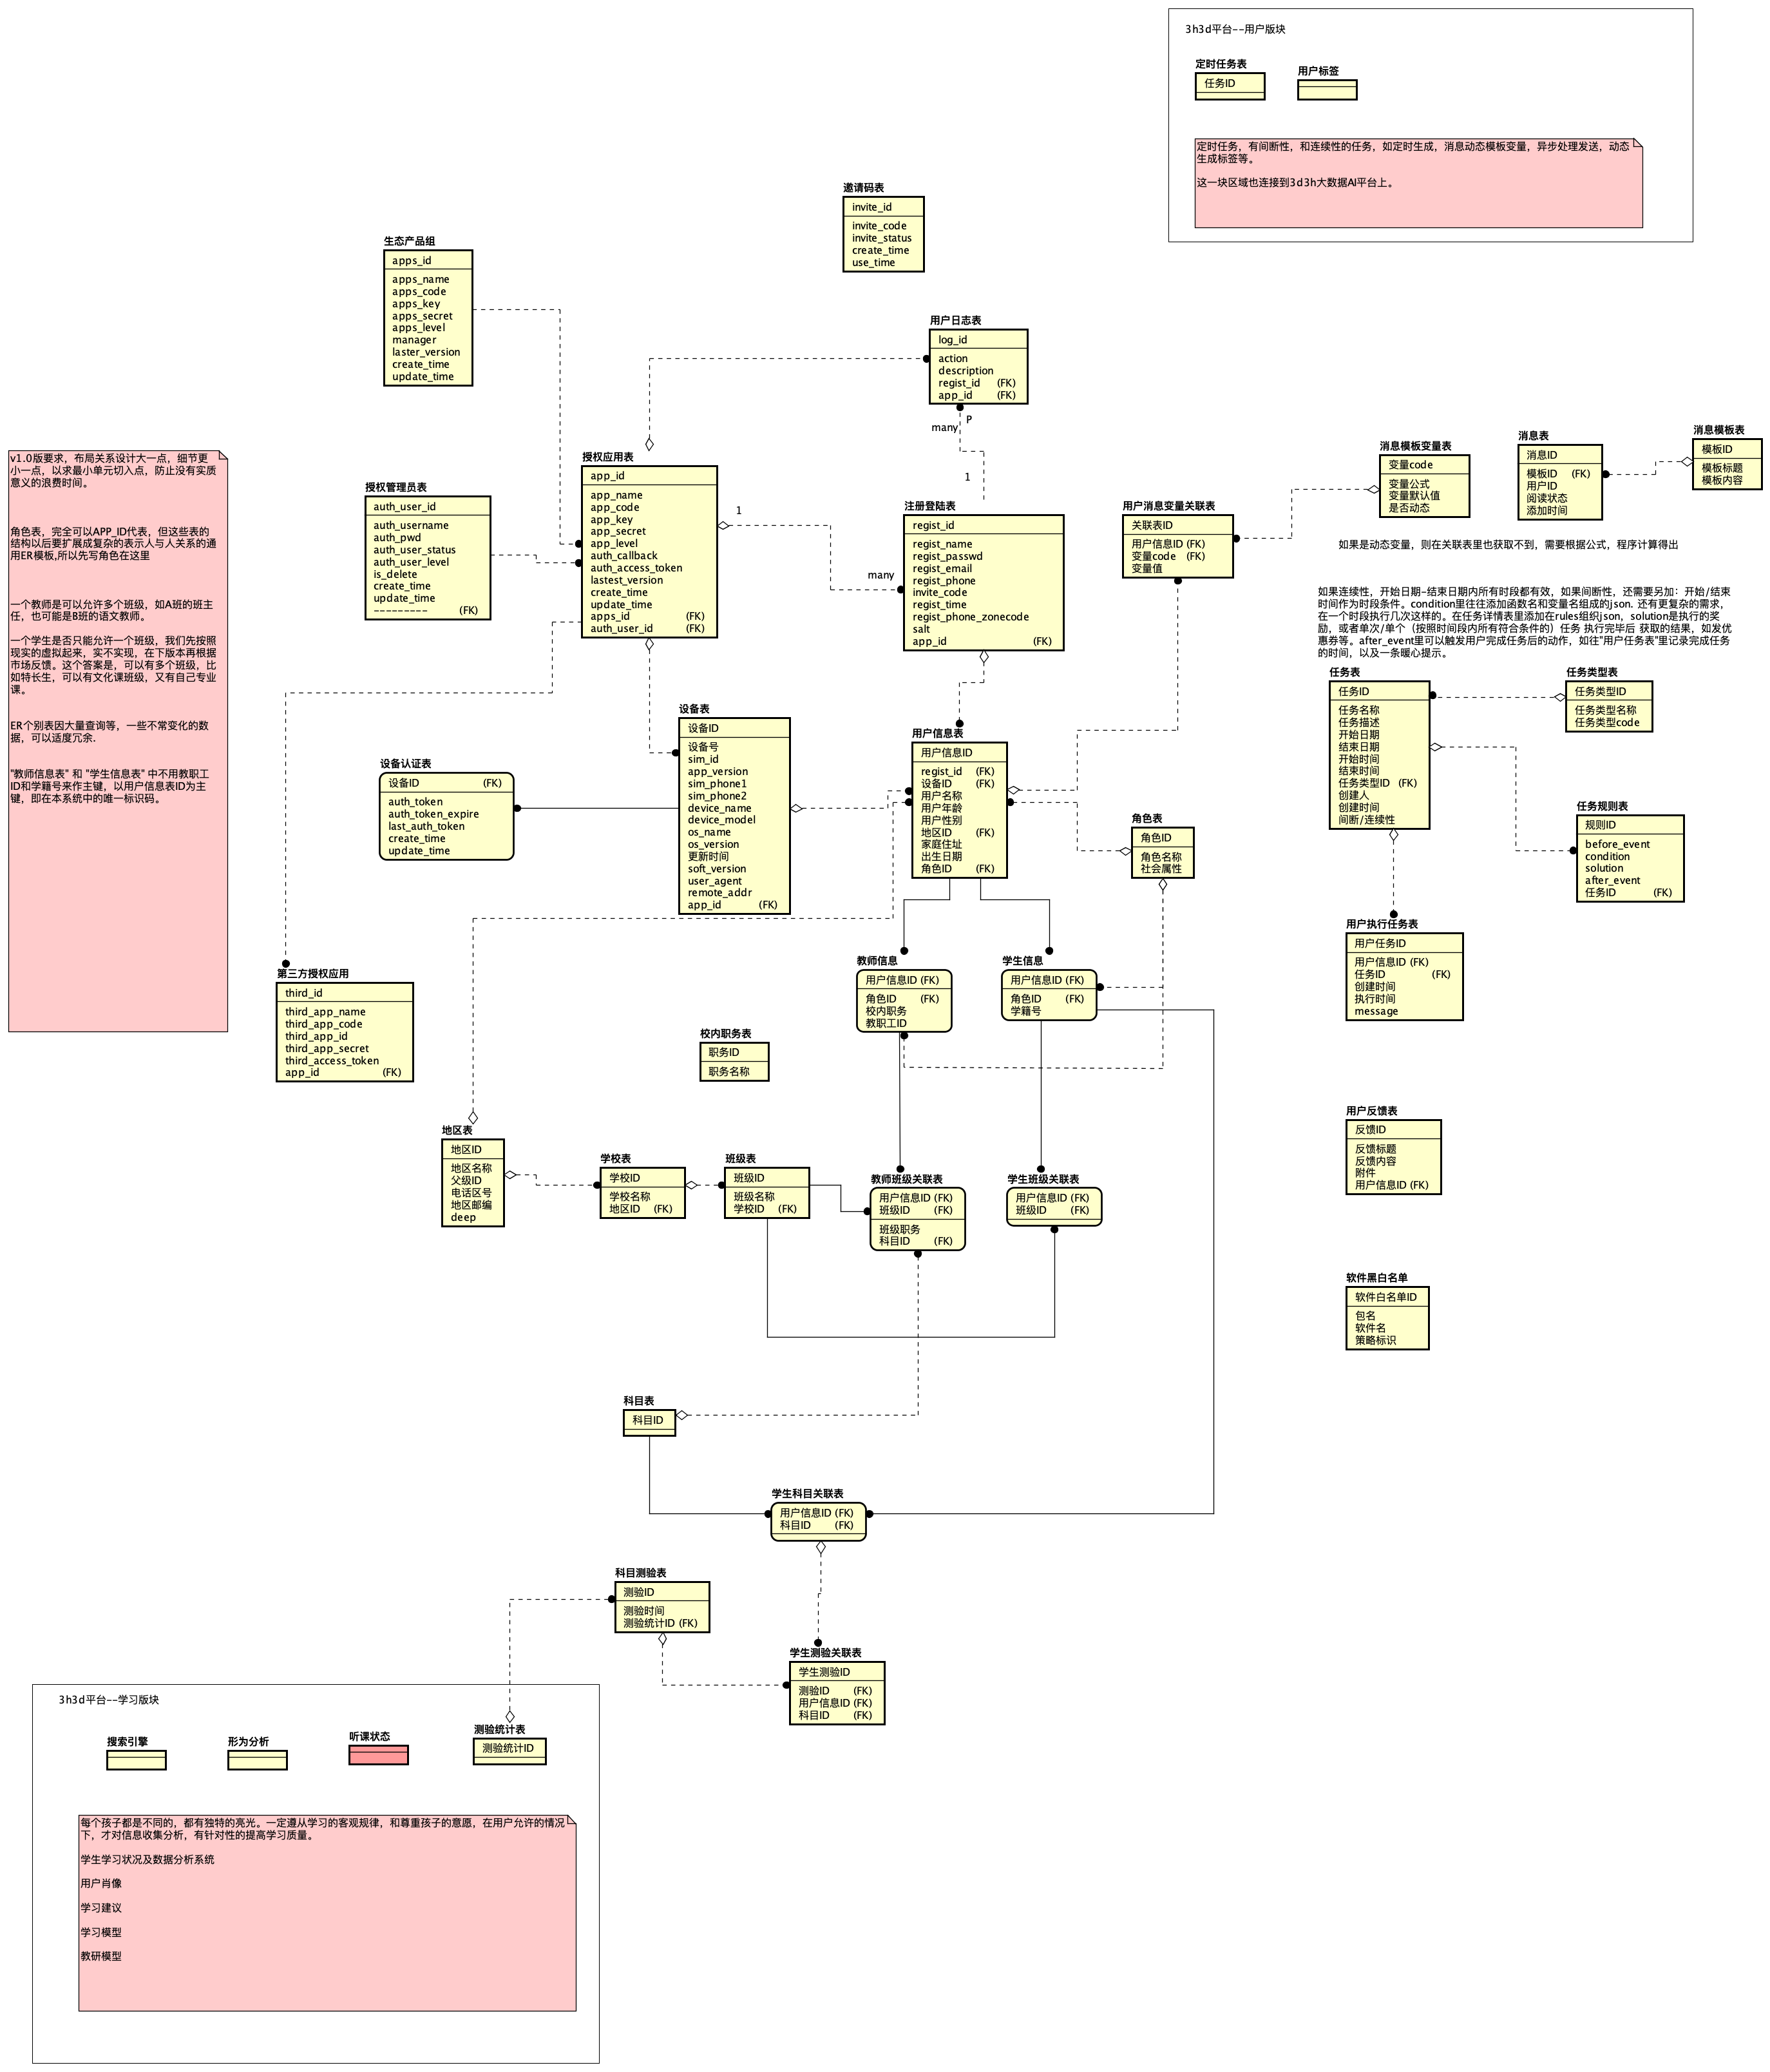 3h3d平台--用户版块
定时任务表
任务ID
用户标签
定时任务，有间断性，和连续性的任务，如定时生成，消息动态模板变量，异步处理发送，动态
生成标签等。
这一块区域也连接到3d3h大数据AI平台上。
邀请码表
invite_id
invite_code
invite_status
create_time
use_time
生态产品组
apps_id
apps_name
apps_code
apps_key
apps_secret
apps_level
manager
laster_version
create_time
update_time
用户日志表
log_id
action
description
regist_id (FK)
app_id (FK)
P
many
1
v1.0版要求，布局关系设计大一点，细节更
小一点，以求最小单元切入点，防止没有实质
意义的浪费时间。
角色表，完全可以APP_ID代表，但这些表的
结构以后要扩展成复杂的表示人与人关系的通
用ER模板,所以先写角色在这里
一个教师是可以允许多个班级，如A班的班主
任，也可能是B班的语文教师。
一个学生是否只能允许一个班级，我们先按照
现实的虚拟起来，实不实现，在下版本再根据
市场反馈。这个答案是，可以有多个班级，比
如特长生，可以有文化课班级，又有自己专业
课。
ER个别表因大量查询等，一些不常变化的数
据，可以适度冗余.
"教师信息表" 和 "学生信息表" 中不用教职工
ID和学籍号来作主键，以用户信息表ID为主
键，即在本系统中的唯一标识码。
授权管理员表
auth_user_id
auth_username
auth_pwd
auth_user_status
auth_user_level
is_delete
create_time
update_time
--------- (FK)
授权应用表
app_id
app_name
app_code
app_key
app_secret
app_level
auth_callback
auth_access_token
lastest_version
create_time
update_time
apps_id (FK)
auth_user_id (FK)
1
many
注册登陆表
regist_id
regist_name
regist_passwd
regist_email
regist_phone
invite_code
regist_time
regist_phone_zonecode
salt
app_id (FK)
用户消息变量关联表
关联表ID
用户信息ID (FK)
变量code (FK)
变量值
消息模板变量表
变量code
变量公式
变量默认值
是否动态
消息表
消息ID
模板ID (FK)
用户ID
阅读状态
添加时间
消息模板表
模板ID
模板标题
模板内容
如果是动态变量，则在关联表里也获取不到，需要根据公式，程序计算得出
如果连续性，开始日期-结束日期内所有时段都有效，如果间断性，还需要另加：开始/结束
时间作为时段条件。condition里往往添加函数名和变量名组成的json. 还有更复杂的需求，
在一个时段执行几次这样的。在任务详情表里添加在rules组织json，solution是执行的奖
励，或者单次/单个（按照时间段内所有符合条件的）任务 执行完毕后 获取的结果，如发优
惠券等。after_event里可以触发用户完成任务后的动作，如往"用户任务表"里记录完成任务
的时间，以及一条暖心提示。
任务表
任务ID
任务名称
任务描述
开始日期
结束日期
开始时间
结束时间
任务类型ID (FK)
创建人
创建时间
间断/连续性
任务类型表
任务类型ID
任务类型名称
任务类型code
任务规则表
规则ID
before_event
condition
solution
after_event
任务ID (FK)
用户执行任务表
用户任务ID
用户信息ID (FK)
任务ID (FK)
创建时间
执行时间
message
设备表
设备ID
设备号
sim_id
app_version
sim_phone1
sim_phone2
device_name
device_model
os_name
os_version
更新时间
soft_version
user_agent
remote_addr
app_id (FK)
设备认证表
设备ID (FK)
auth_token
auth_token_expire
last_auth_token
create_time
update_time
用户信息表
用户信息ID
regist_id (FK)
设备ID (FK)
用户名称
用户年龄
用户性别
地区ID (FK)
家庭住址
出生日期
角色ID (FK)
角色表
角色ID
角色名称
社会属性
第三方授权应用
third_id
third_app_name
third_app_code
third_app_id
third_app_secret
third_access_token
app_id (FK)
教师信息
用户信息ID (FK)
角色ID (FK)
校内职务
教职工ID
学生信息
用户信息ID (FK)
角色ID (FK)
学籍号
校内职务表
职务ID
职务名称
地区表
地区ID
地区名称
父级ID
电话区号
地区邮编
deep
学校表
学校ID
学校名称
地区ID (FK)
班级表
班级ID
班级名称
学校ID (FK)
教师班级关联表
用户信息ID (FK)
班级ID (FK)
班级职务
科目ID (FK)
学生班级关联表
用户信息ID (FK)
班级ID (FK)
用户反馈表
反馈ID
反馈标题
反馈内容
附件
用户信息ID (FK)
软件黑白名单
软件白名单ID
包名
软件名
策略标识
科目表
科目ID
学生科目关联表
用户信息ID (FK)
科目ID (FK)
科目测验表
测验ID
测验时间
测验统计ID (FK)
学生测验关联表
学生测验ID
测验ID (FK)
用户信息ID (FK)
科目ID (FK)
3h3d平台--学习版块
搜索引擎
形为分析
听课状态
测验统计表
测验统计ID
每个孩子都是不同的，都有独特的亮光。一定遵从学习的客观规律，和尊重孩子的意愿，在用户允许的情况
下，才对信息收集分析，有针对性的提高学习质量。
学生学习状况及数据分析系统
用户肖像
学习建议
学习模型
教研模型